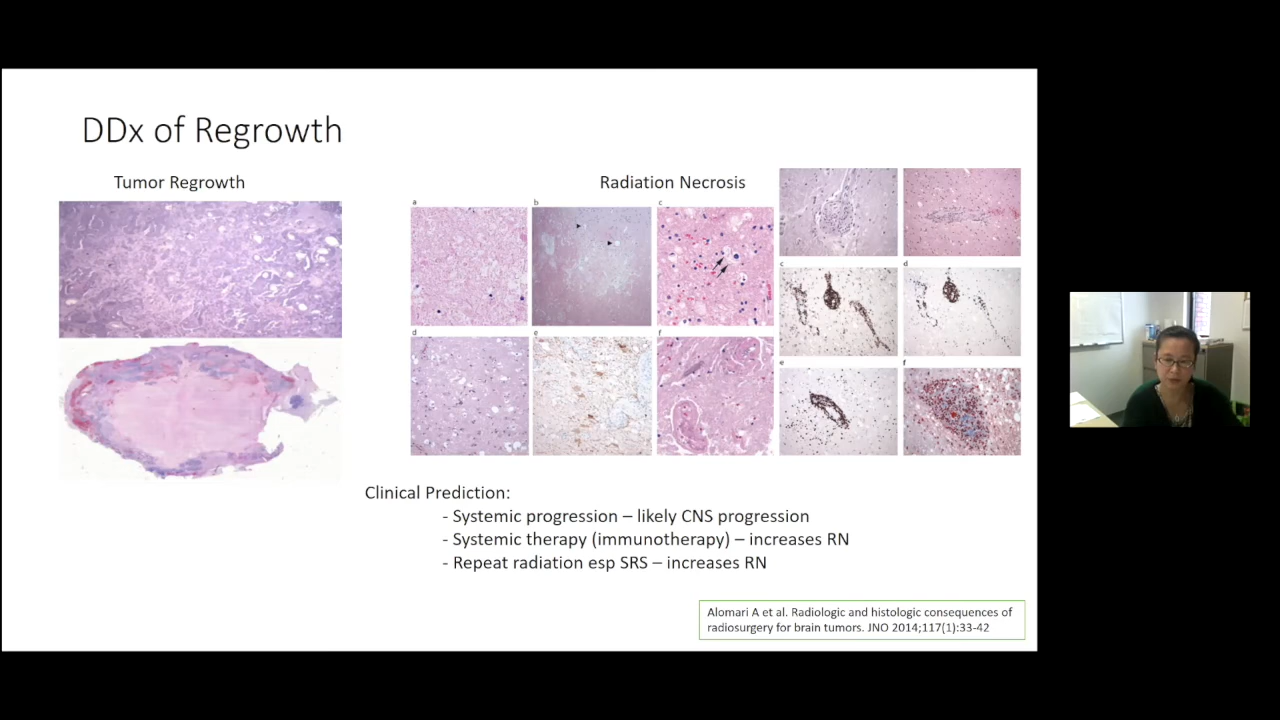 DDx of Regrowth
Tumor Regrowth
Radiation Necrosis
a
b
c
d
e
f
c
d
e
f
Clinical Prediction:
- Systemic progression – likely CNS progression
- Systemic therapy (immunotherapy) – increases RN
- Repeat radiation esp SRS – increases RN
Alomari A et al. Radiologic and histologic consequences of
radiosurgery for brain tumors. JNO 2014;117(1):33-42